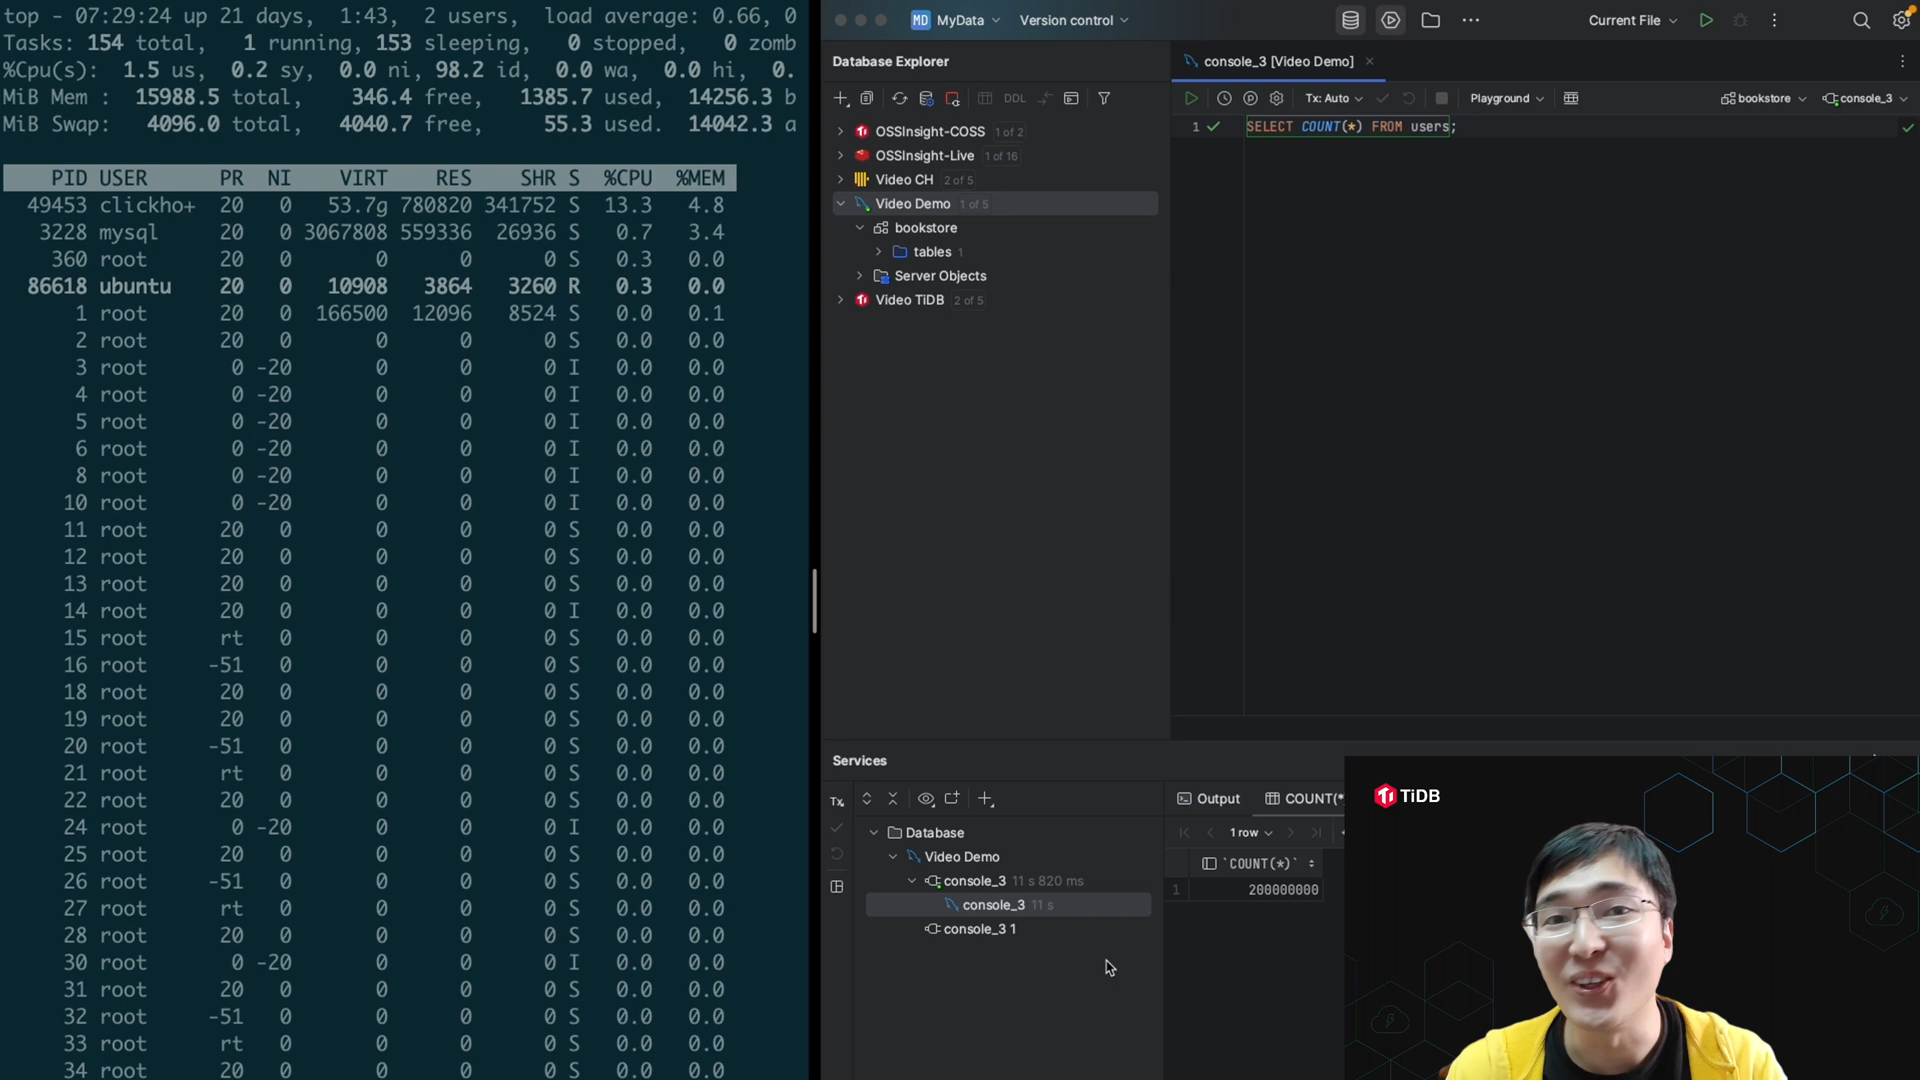 top - 07:29:24 up 21 days,  1:43,  2 users,  load average: 0.66, 0
Tasks: 154 total,   1 running, 153 sleeping,   0 stopped,   0 zomb
%Cpu(s):  1.5 us,  0.2 sy,  0.0 ni, 98.2 id,  0.0 wa,  0.0 hi,  0.
MiB Mem :  15988.5 total,    346.4 free,   1385.7 used,  14256.3 b
MiB Swap:   4096.0 total,   4040.7 free,     55.3 used.  14042.3 a
PID USER PR NI VIRT RES SHR S %CPU %MEM
49453 clickho+ 20 0 53.7g 780820 341752 S 13.3 4.8
3228 mysql 20 0 3067808 559336 26936 S 0.7 3.4
360 root 20 0 0 0 0 S 0.3 0.0
86618 ubuntu 20 0 10908 3864 3260 R 0.3 0.0
1 root 20 0 166500 12096 8524 S 0.0 0.1
2 root 20 0 0 0 0 S 0.0 0.0
3 root 0 -20 0 0 0 I 0.0 0.0
4 root 0 -20 0 0 0 I 0.0 0.0
5 root 0 -20 0 0 0 I 0.0 0.0
6 root 0 -20 0 0 0 I 0.0 0.0
8 root 0 -20 0 0 0 I 0.0 0.0
10 root 0 -20 0 0 0 I 0.0 0.0
11 root 20 0 0 0 0 S 0.0 0.0
12 root 20 0 0 0 0 S 0.0 0.0
13 root 20 0 0 0 0 S 0.0 0.0
14 root 20 0 0 0 0 I 0.0 0.0
15 root rt 0 0 0 0 S 0.0 0.0
16 root -51 0 0 0 0 S 0.0 0.0
18 root 20 0 0 0 0 S 0.0 0.0
19 root 20 0 0 0 0 S 0.0 0.0
20 root -51 0 0 0 0 S 0.0 0.0
21 root rt 0 0 0 0 S 0.0 0.0
22 root 20 0 0 0 0 S 0.0 0.0
24 root 0 -20 0 0 0 I 0.0 0.0
25 root 20 0 0 0 0 S 0.0 0.0
26 root -51 0 0 0 0 S 0.0 0.0
27 root rt 0 0 0 0 S 0.0 0.0
28 root 20 0 0 0 0 S 0.0 0.0
30 root 0 -20 0 0 0 I 0.0 0.0
31 root 20 0 0 0 0 S 0.0 0.0
32 root -51 0 0 0 0 S 0.0 0.0
33 root rt 0 0 0 0 S 0.0 0.0
34 root 20 0 0 0 0 S 0.0 0.0
MD MyData Version control Current File
Database Explorer
DDL
OSSInsight-COSS 1 of 2
OSSInsight-Live 1 of 16
Video CH 2 of 5
Video Demo 1 of 5
bookstore
tables 1
Server Objects
Video TiDB 2 of 5
console_3 [Video Demo]
Tx: Auto Playground bookstore console_3
1 SELECT COUNT(*) FROM users;
Services
Tx
Database
Video Demo
console_3 11 s 820 ms
console_3 11 s
console_3 1
Output COUNT(*
1 row
`COUNT(*)`
1 200000000
TiDB